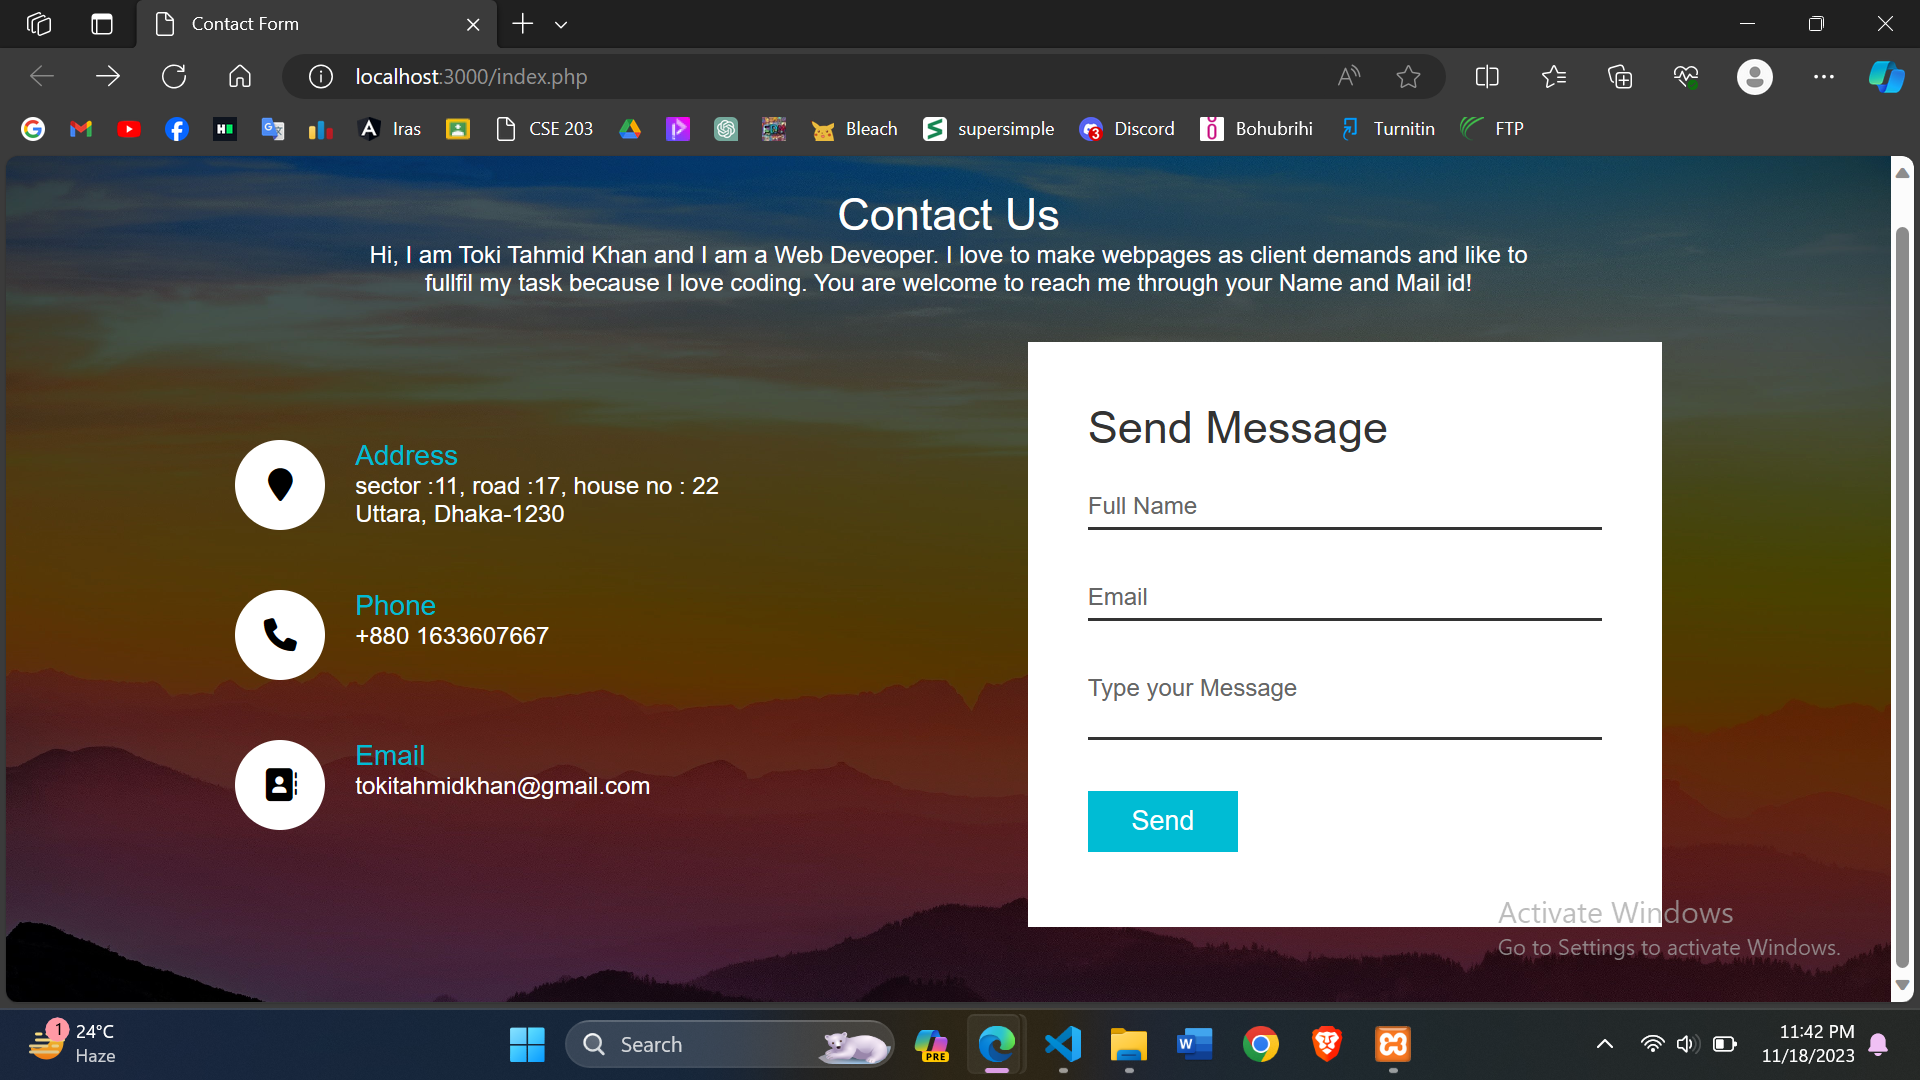 Contact Form
localhost:3000/index.php
Iras
CSE 203
Bleach
supersimple
3
Discord
Bohubrihi
Turnitin
FTP
Contact Us
Hi, I am Toki Tahmid Khan and I am a Web Deveoper. I love to make webpages as client demands and like to
fullfil my task because I love coding. You are welcome to reach me through your Name and Mail id!
Address
sector :11, road :17, house no : 22
Uttara, Dhaka-1230
Phone
+880 1633607667
Email
tokitahmidkhan@gmail.com
Send Message
Full Name
Email
Type your Message
Send
Activate Windows
Go to Settings to activate Windows.
1
24°C
Haze
Search
PRE
11:42 PM
11/18/2023